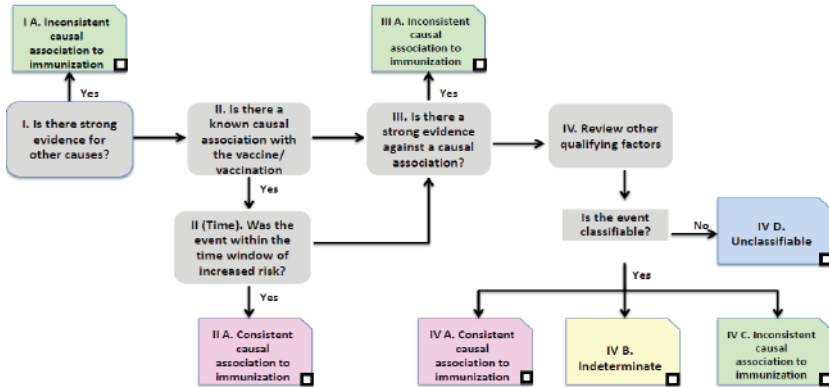 I A. Inconsistent
causal
association to
immunization
III A. Inconsistent
causal
association to
immunization
Yes
Yes
I. Is there strong
evidence for
other causes?
II. Is there a
known causal
association with
the vaccine/
vaccination
III. Is there a
strong evidence
against a causal
association?
IV. Review other
qualifying factors
Yes
II (Time). Was the
event within the
time window of
increased risk?
Is the event
classifiable?
No
IV D.
Unclassifiable
Yes
Yes
II A. Consistent
causal
association to
immunization
IV A. Consistent
causal
association to
immunization
IV B.
Indeterminate
IV C. Inconsistent
causal
association to
immunization